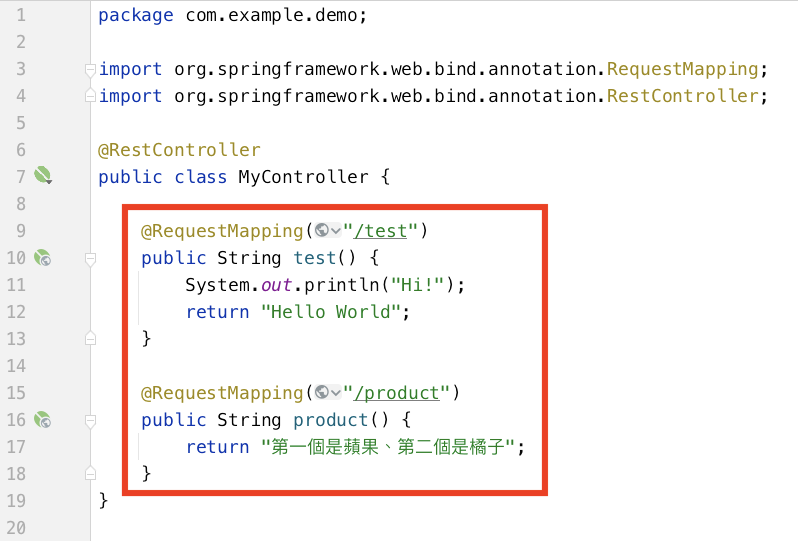 1 package com.example.demo;
2
3 import org.springframework.web.bind.annotation.RequestMapping;
4 import org.springframework.web.bind.annotation.RestController;
5
6 @RestController
7 public class MyController {
8
9 @RequestMapping("/test")
10 public String test() {
11 System.out.println("Hi!");
12 return "Hello World";
13 }
14
15 @RequestMapping("/product")
16 public String product() {
17 return "第一個是蘋果、第二個是橘子";
18 }
19 }
20